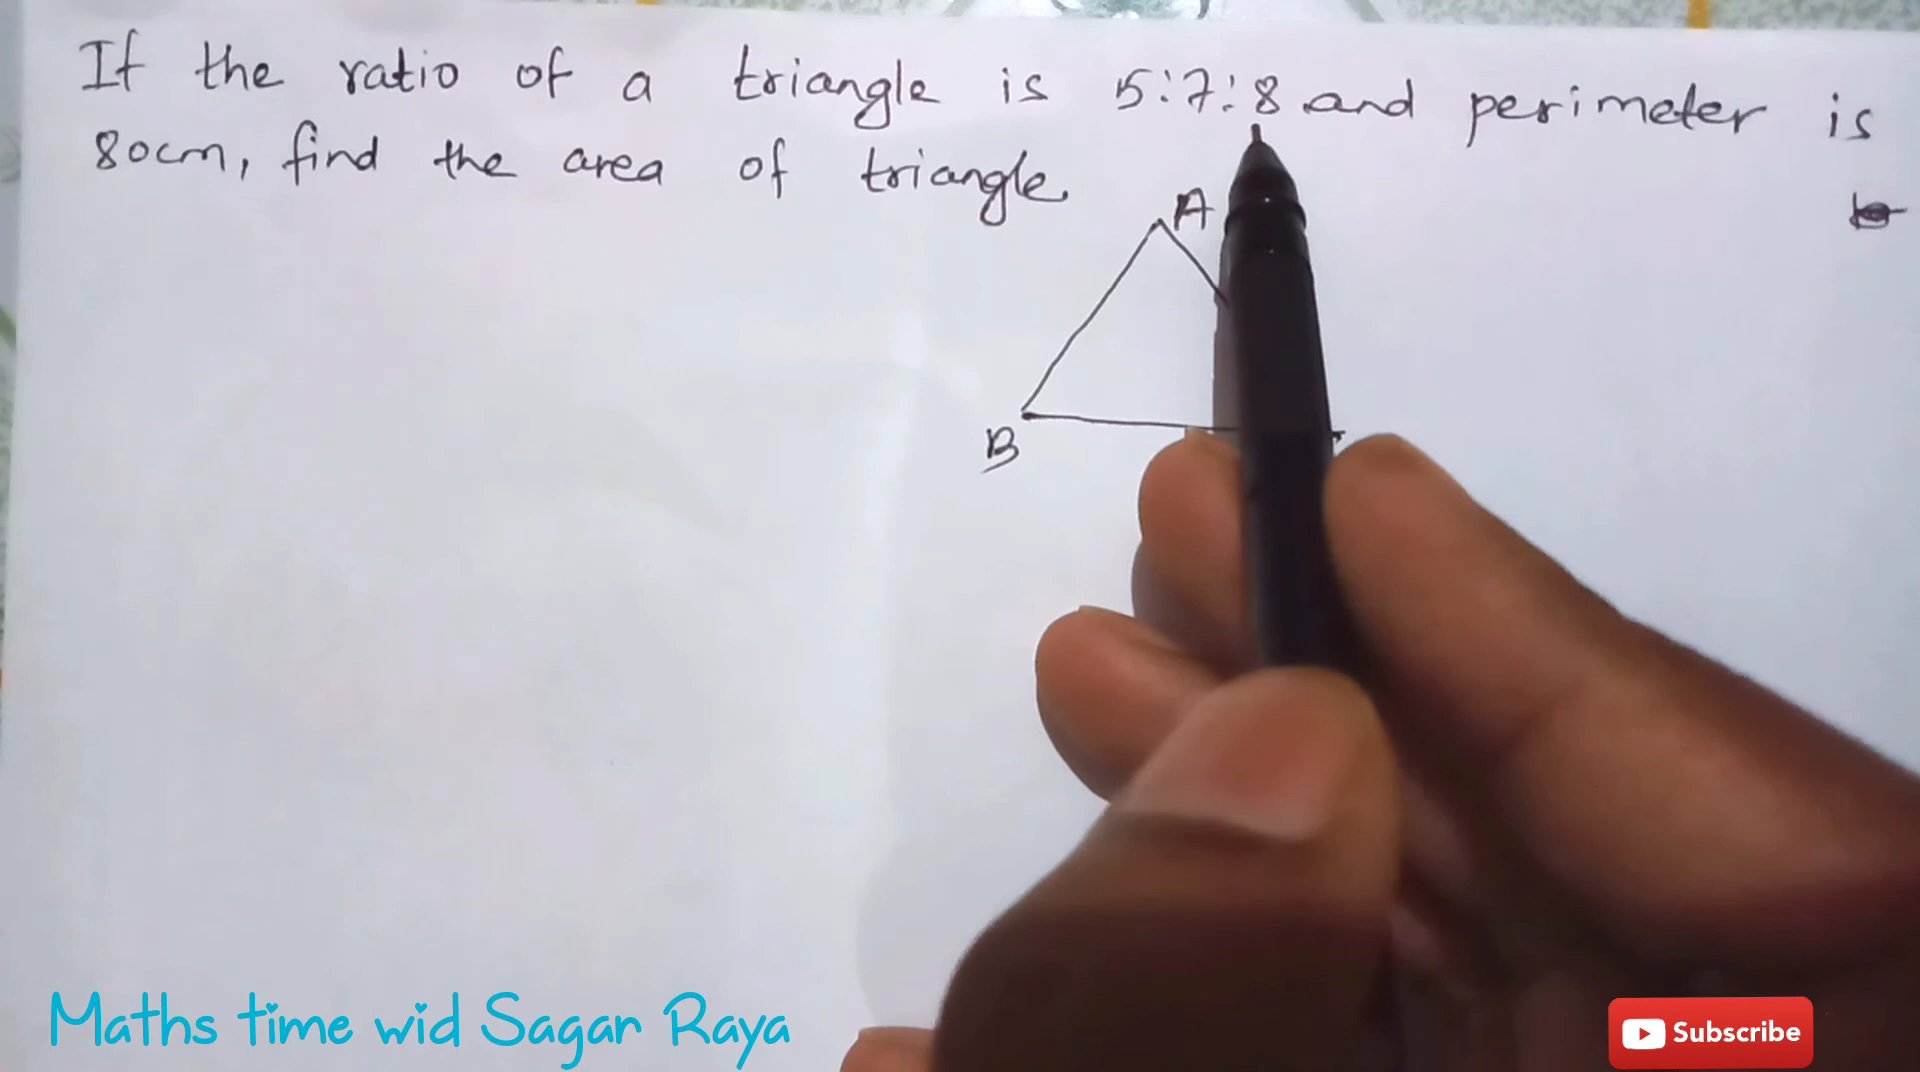 If the ratio of a triangle is 5:7:8 and perimeter is
80cm, find the area of triangle.
A
B
Maths time wid Sagar Raya
Subscribe